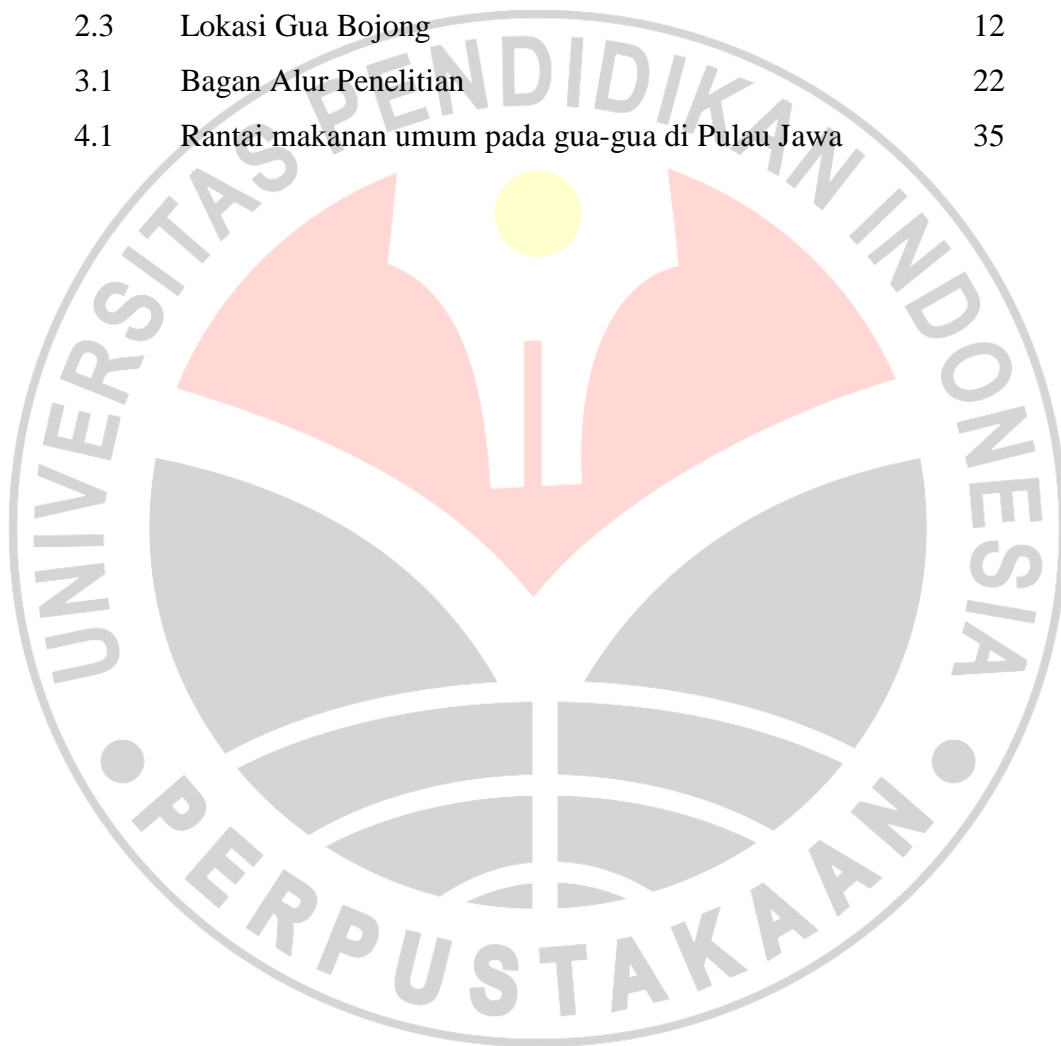 2.3 Lokasi Gua Bojong 12
3.1 Bagan Alur Penelitian 22
4.1 Rantai makanan umum pada gua-gua di Pulau Jawa 35
UNIVERSITAS PENDIDIKAN INDONESIA
PERPUSTAKAAN